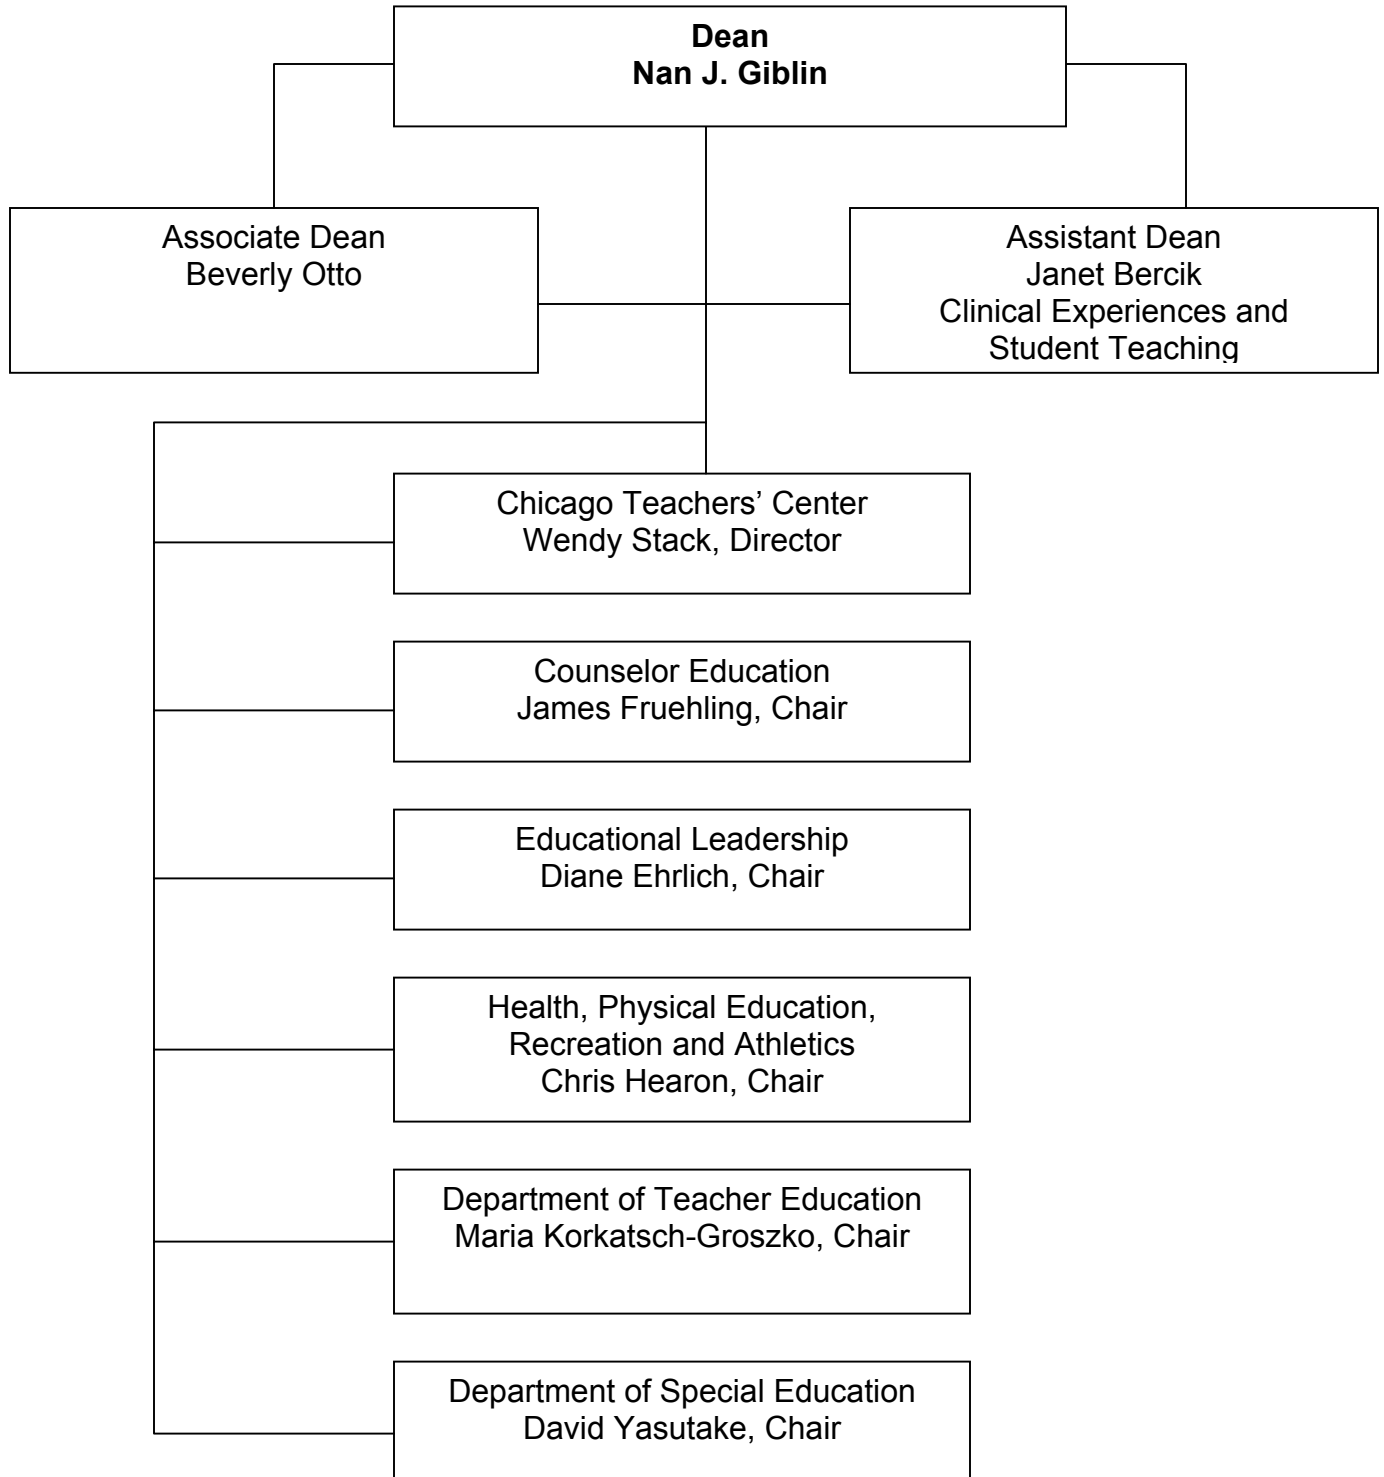 Dean
Nan J. Giblin
Associate Dean
Beverly Otto
Assistant Dean
Janet Bercik
Clinical Experiences and
Student Teaching
Chicago Teachers’ Center
Wendy Stack, Director
Counselor Education
James Fruehling, Chair
Educational Leadership
Diane Ehrlich, Chair
Health, Physical Education,
Recreation and Athletics
Chris Hearon, Chair
Department of Teacher Education
Maria Korkatsch-Groszko, Chair
Department of Special Education
David Yasutake, Chair